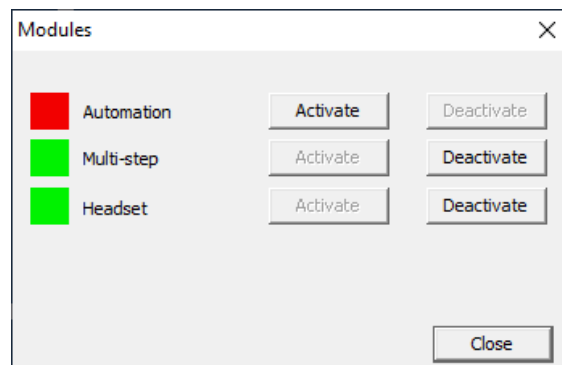 Modules
Automation Activate Deactivate
Multi-step Activate Deactivate
Headset Activate Deactivate
Close